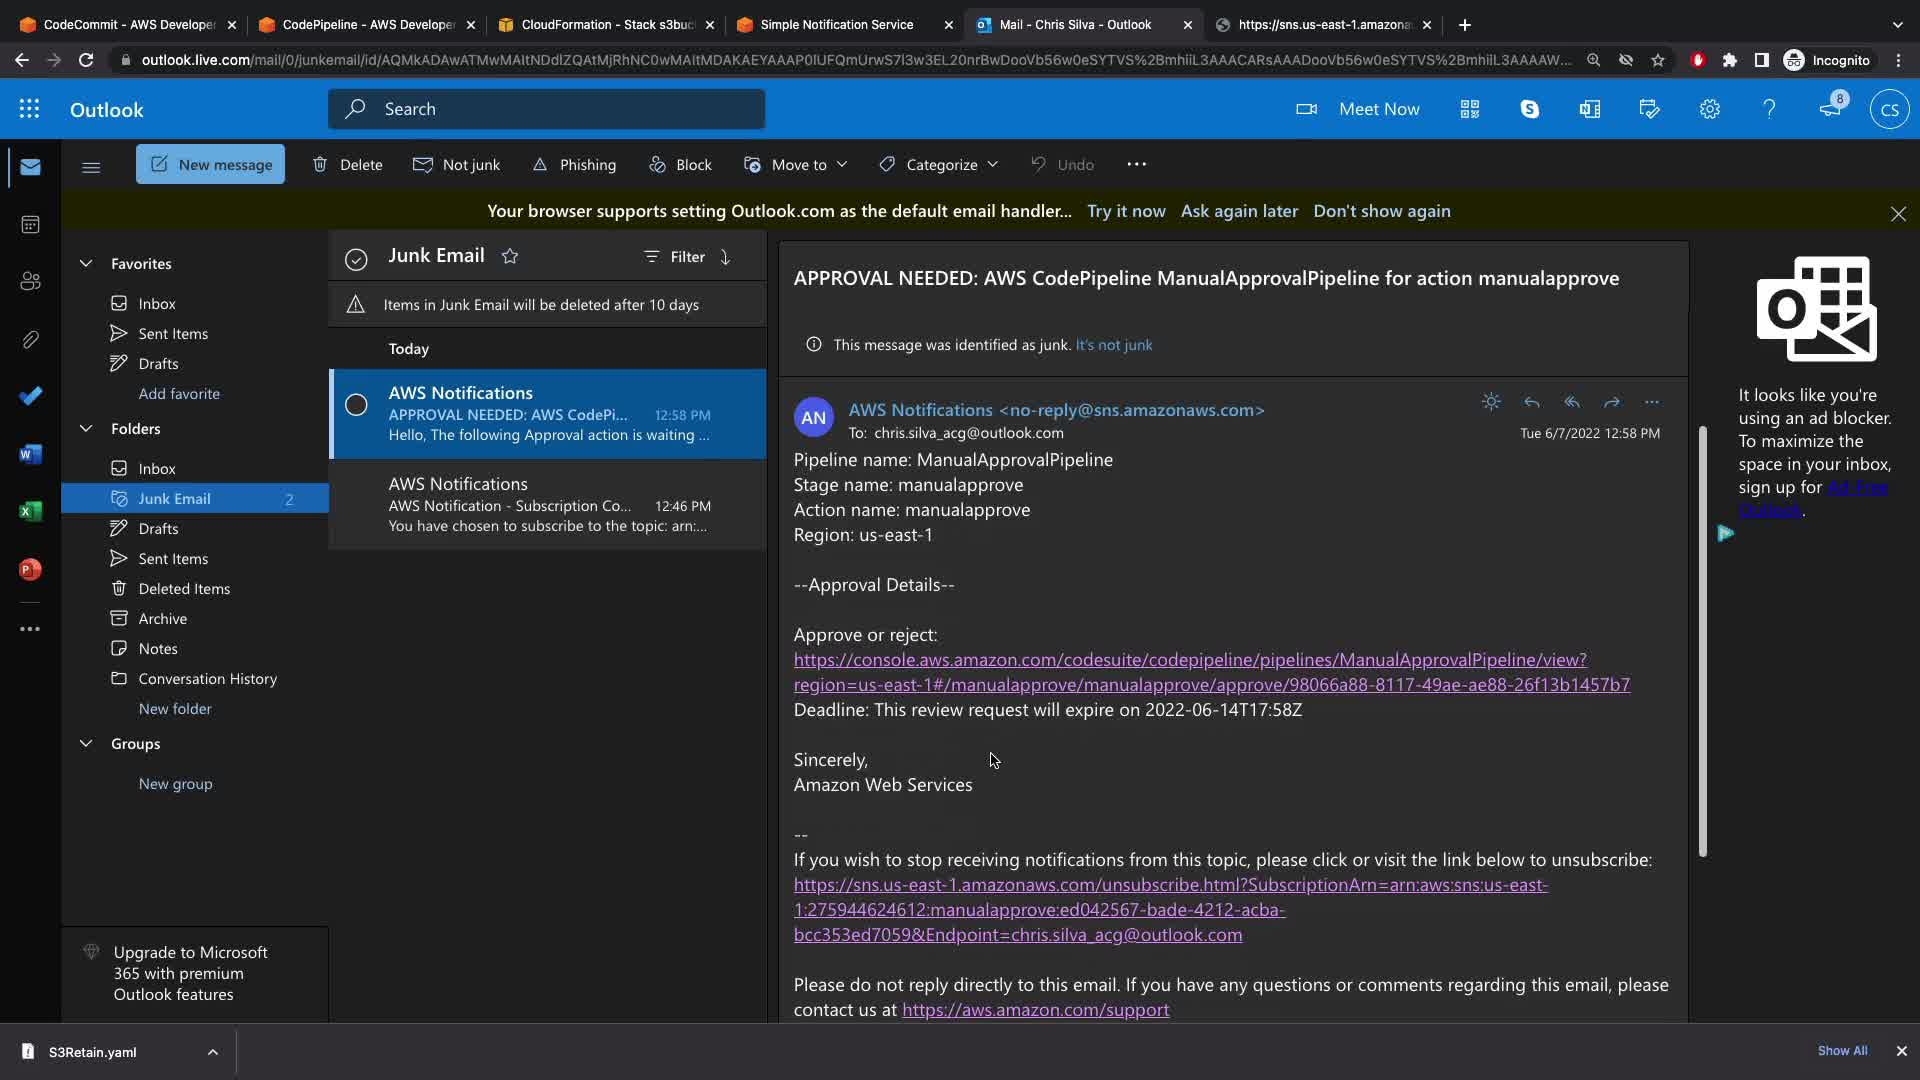 CodeCommit - AWS Developer
CodePipeline - AWS Developer
CloudFormation - Stack s3buc
Simple Notification Service
Mail - Chris Silva - Outlook
https://sns.us-east-1.amazona
Incognito
Outlook
Search
Meet Now
8
CS
New message
Delete
Not junk
Phishing
Block
Move to
Categorize
Undo
Your browser supports setting Outlook.com as the default email handler... Try it now Ask again later Don't show again
Favorites
Inbox
Sent Items
Drafts
Add favorite
Folders
Inbox
Junk Email 2
Drafts
Sent Items
Deleted Items
Archive
Notes
Conversation History
New folder
Groups
New group
Upgrade to Microsoft
365 with premium
Outlook features
Junk Email
Filter
Items in Junk Email will be deleted after 10 days
Today
AWS Notifications
APPROVAL NEEDED: AWS CodePi... 12:58 PM
Hello, The following Approval action is waiting ...
AWS Notifications
AWS Notification - Subscription Co... 12:46 PM
You have chosen to subscribe to the topic: arn:...
APPROVAL NEEDED: AWS CodePipeline ManualApprovalPipeline for action manualapprove
This message was identified as junk. It's not junk
AN
AWS Notifications <no-reply@sns.amazonaws.com>
To: chris.silva_acg@outlook.com
Tue 6/7/2022 12:58 PM
Pipeline name: ManualApprovalPipeline
Stage name: manualapprove
Action name: manualapprove
Region: us-east-1
--Approval Details--
Approve or reject:
https://console.aws.amazon.com/codesuite/codepipeline/pipelines/ManualApprovalPipeline/view?
region=us-east-1#/manualapprove/manualapprove/approve/98066a88-8117-49ae-ae88-26f13b1457b7
Deadline: This review request will expire on 2022-06-14T17:58Z
Sincerely,
Amazon Web Services
--
If you wish to stop receiving notifications from this topic, please click or visit the link below to unsubscribe:
https://sns.us-east-1.amazonaws.com/unsubscribe.html?SubscriptionArn=arn:aws:sns:us-east-
1:275944624612:manualapprove:ed042567-bade-4212-acba-
bcc353ed7059&Endpoint=chris.silva_acg@outlook.com
Please do not reply directly to this email. If you have any questions or comments regarding this email, please
contact us at https://aws.amazon.com/support
It looks like you're
using an ad blocker.
To maximize the
space in your inbox,
sign up for Ad-Free
Outlook.
S3Retain.yaml
Show All